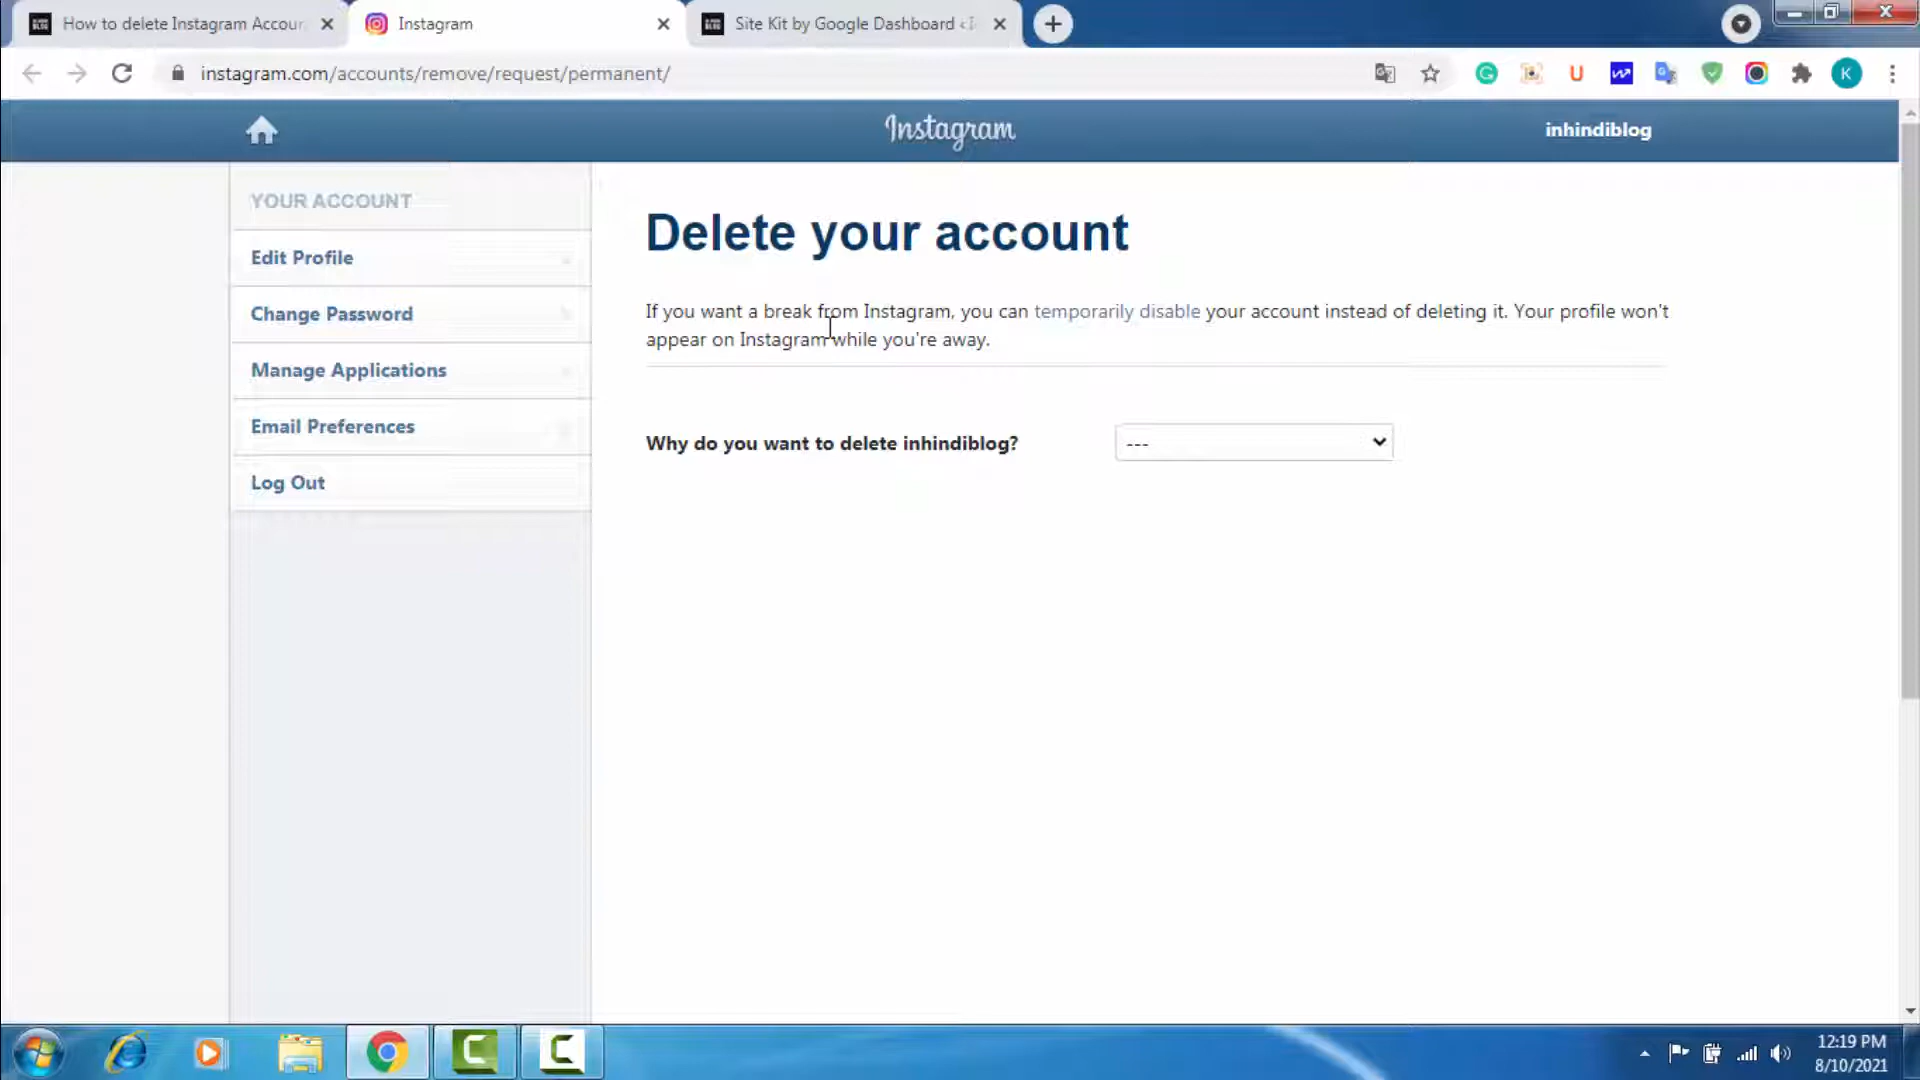 How to delete Instagram Accoun
Instagram
Site Kit by Google Dashboard ‹ I
instagram.com/accounts/remove/request/permanent/
K
Instagram
inhindiblog
YOUR ACCOUNT
Edit Profile
Change Password
Manage Applications
Email Preferences
Log Out
Delete your account
If you want a break from Instagram, you can temporarily disable your account instead of deleting it. Your profile won't
appear on Instagram while you're away.
Why do you want to delete inhindiblog?
---
12:19 PM
8/10/2021